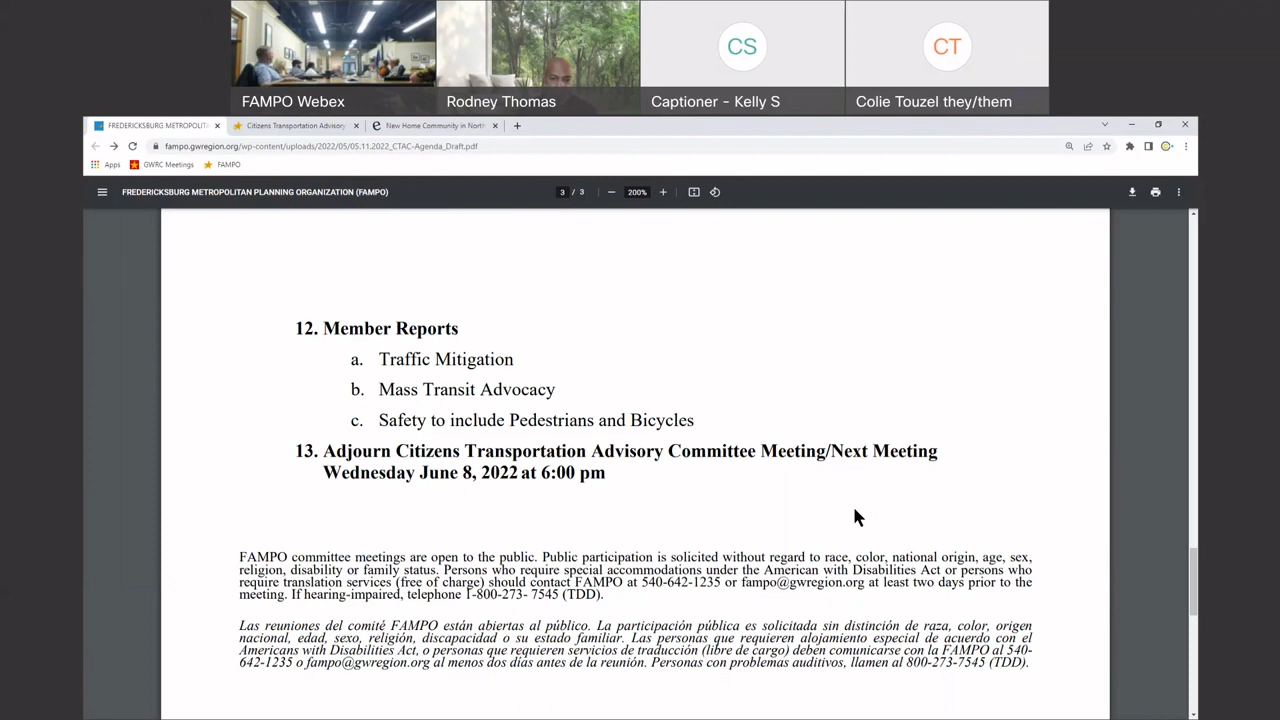 CS
CT
FAMPO Webex
Rodney Thomas
Captioner - Kelly S
Colie Touzel they/them
FREDERICKSBURG METROPOLIT
Citizens Transportation Advisory
New Home Community in North
fampo.gwregion.org/wp-content/uploads/2022/05/05.11.2022_CTAC-Agenda_Draft.pdf
Apps
GWRC Meetings
FAMPO
FREDERICKSBURG METROPOLITAN PLANNING ORGANIZATION (FAMPO)
3 / 3
200%
12. Member Reports
a. Traffic Mitigation
b. Mass Transit Advocacy
c. Safety to include Pedestrians and Bicycles
13. Adjourn Citizens Transportation Advisory Committee Meeting/Next Meeting
Wednesday June 8, 2022 at 6:00 pm
FAMPO committee meetings are open to the public. Public participation is solicited without regard to race, color, national origin, age, sex,
religion, disability or family status. Persons who require special accommodations under the American with Disabilities Act or persons who
require translation services (free of charge) should contact FAMPO at 540-642-1235 or fampo@gwregion.org at least two days prior to the
meeting. If hearing-impaired, telephone 1-800-273- 7545 (TDD).
Las reuniones del comité FAMPO están abiertas al público. La participación pública es solicitada sin distinción de raza, color, origen
nacional, edad, sexo, religión, discapacidad o su estado familiar. Las personas que requieren alojamiento especial de acuerdo con el
Americans with Disabilities Act, o personas que requieren servicios de traducción (libre de cargo) deben comunicarse con la FAMPO al 540-
642-1235 o fampo@gwregion.org al menos dos días antes de la reunión. Personas con problemas auditivos, llamen al 800-273-7545 (TDD).